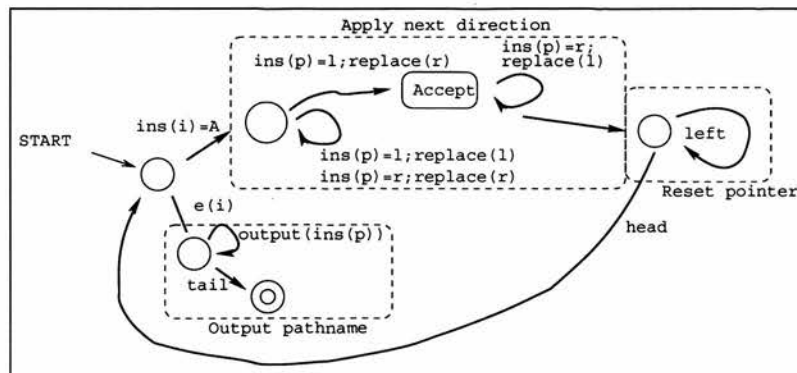 Apply next direction
ins(p)=r;
replace(l)
ins(p)=l;replace(r)
Accept
ins(i)=A
START
left
ins(p)=l;replace(l)
ins(p)=r;replace(r)
Reset pointer
e(i)
head
output(ins(p))
tail
Output pathname